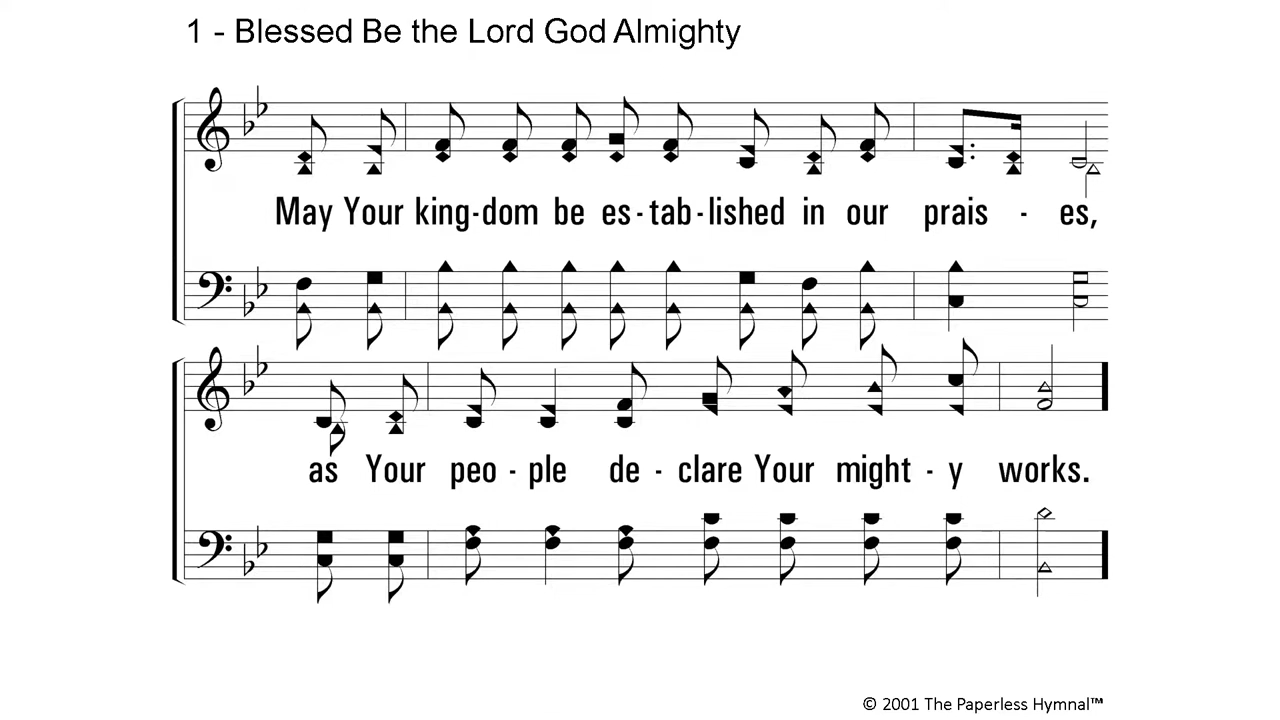 1 - Blessed Be the Lord God Almighty
May Your king-dom be es-tab-lished in our prais - es,
as Your peo - ple de - clare Your might - y works.
© 2001 The Paperless Hymnal™